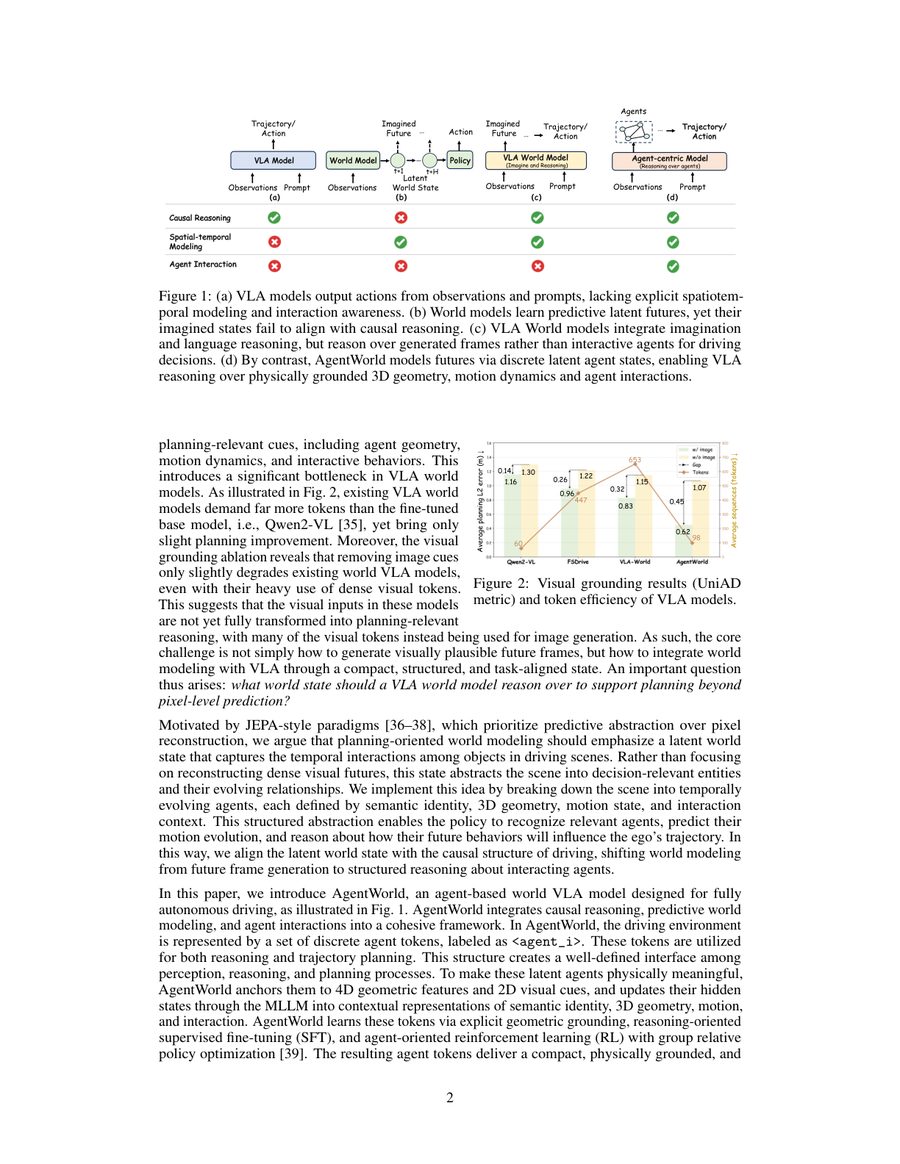 Agents
Trajectory/
Action
Imagined
Future ...
Action
Imagined
Future ...
Trajectory/
Action
...
Trajectory/
Action
VLA Model
World Model
...
Policy
VLA World Model
(Imagine and Reasoning)
Agent-centric Model
(Reasoning over agents)
t+1
t+H
Latent
World State
Observations Prompt
Observations
Observations Prompt
Observations Prompt
(a)
(b)
(c)
(d)
Causal Reasoning
Spatial-temporal
Modeling
Agent Interaction
Figure 1: (a) VLA models output actions from observations and prompts, lacking explicit spatiotem-
poral modeling and interaction awareness. (b) World models learn predictive latent futures, yet their
imagined states fail to align with causal reasoning. (c) VLA World models integrate imagination
and language reasoning, but reason over generated frames rather than interactive agents for driving
decisions. (d) By contrast, AgentWorld models futures via discrete latent agent states, enabling VLA
reasoning over physically grounded 3D geometry, motion dynamics and agent interactions.
planning-relevant cues, including agent geometry,
motion dynamics, and interactive behaviors. This
introduces a significant bottleneck in VLA world
models. As illustrated in Fig. 2, existing VLA world
models demand far more tokens than the fine-tuned
base model, i.e., Qwen2-VL [35], yet bring only
slight planning improvement. Moreover, the visual
grounding ablation reveals that removing image cues
only slightly degrades existing world VLA models,
even with their heavy use of dense visual tokens.
This suggests that the visual inputs in these models
are not yet fully transformed into planning-relevant
Average planning L2 error (m) ↓
Average sequences (tokens) ↓
w/ image
w/o image
Gap
Tokens
0.14
1.30
1.16
60
0.26
1.22
0.96
447
653
0.32
1.15
0.83
1.07
0.45
0.62
98
Qwen2-VL
FSDrive
VLA-World
AgentWorld
Figure 2: Visual grounding results (UniAD
metric) and token efficiency of VLA models.
reasoning, with many of the visual tokens instead being used for image generation. As such, the core
challenge is not simply how to generate visually plausible future frames, but how to integrate world
modeling with VLA through a compact, structured, and task-aligned state. An important question
thus arises: what world state should a VLA world model reason over to support planning beyond
pixel-level prediction?
Motivated by JEPA-style paradigms [36–38], which prioritize predictive abstraction over pixel
reconstruction, we argue that planning-oriented world modeling should emphasize a latent world
state that captures the temporal interactions among objects in driving scenes. Rather than focusing
on reconstructing dense visual futures, this state abstracts the scene into decision-relevant entities
and their evolving relationships. We implement this idea by breaking down the scene into temporally
evolving agents, each defined by semantic identity, 3D geometry, motion state, and interaction
context. This structured abstraction enables the policy to recognize relevant agents, predict their
motion evolution, and reason about how their future behaviors will influence the ego's trajectory. In
this way, we align the latent world state with the causal structure of driving, shifting world modeling
from future frame generation to structured reasoning about interacting agents.
In this paper, we introduce AgentWorld, an agent-based world VLA model designed for fully
autonomous driving, as illustrated in Fig. 1. AgentWorld integrates causal reasoning, predictive world
modeling, and agent interactions into a cohesive framework. In AgentWorld, the driving environment
is represented by a set of discrete agent tokens, labeled as <agent_i>. These tokens are utilized
for both reasoning and trajectory planning. This structure creates a well-defined interface among
perception, reasoning, and planning processes. To make these latent agents physically meaningful,
AgentWorld anchors them to 4D geometric features and 2D visual cues, and updates their hidden
states through the MLLM into contextual representations of semantic identity, 3D geometry, motion,
and interaction. AgentWorld learns these tokens via explicit geometric grounding, reasoning-oriented
supervised fine-tuning (SFT), and agent-oriented reinforcement learning (RL) with group relative
policy optimization [39]. The resulting agent tokens deliver a compact, physically grounded, and
2